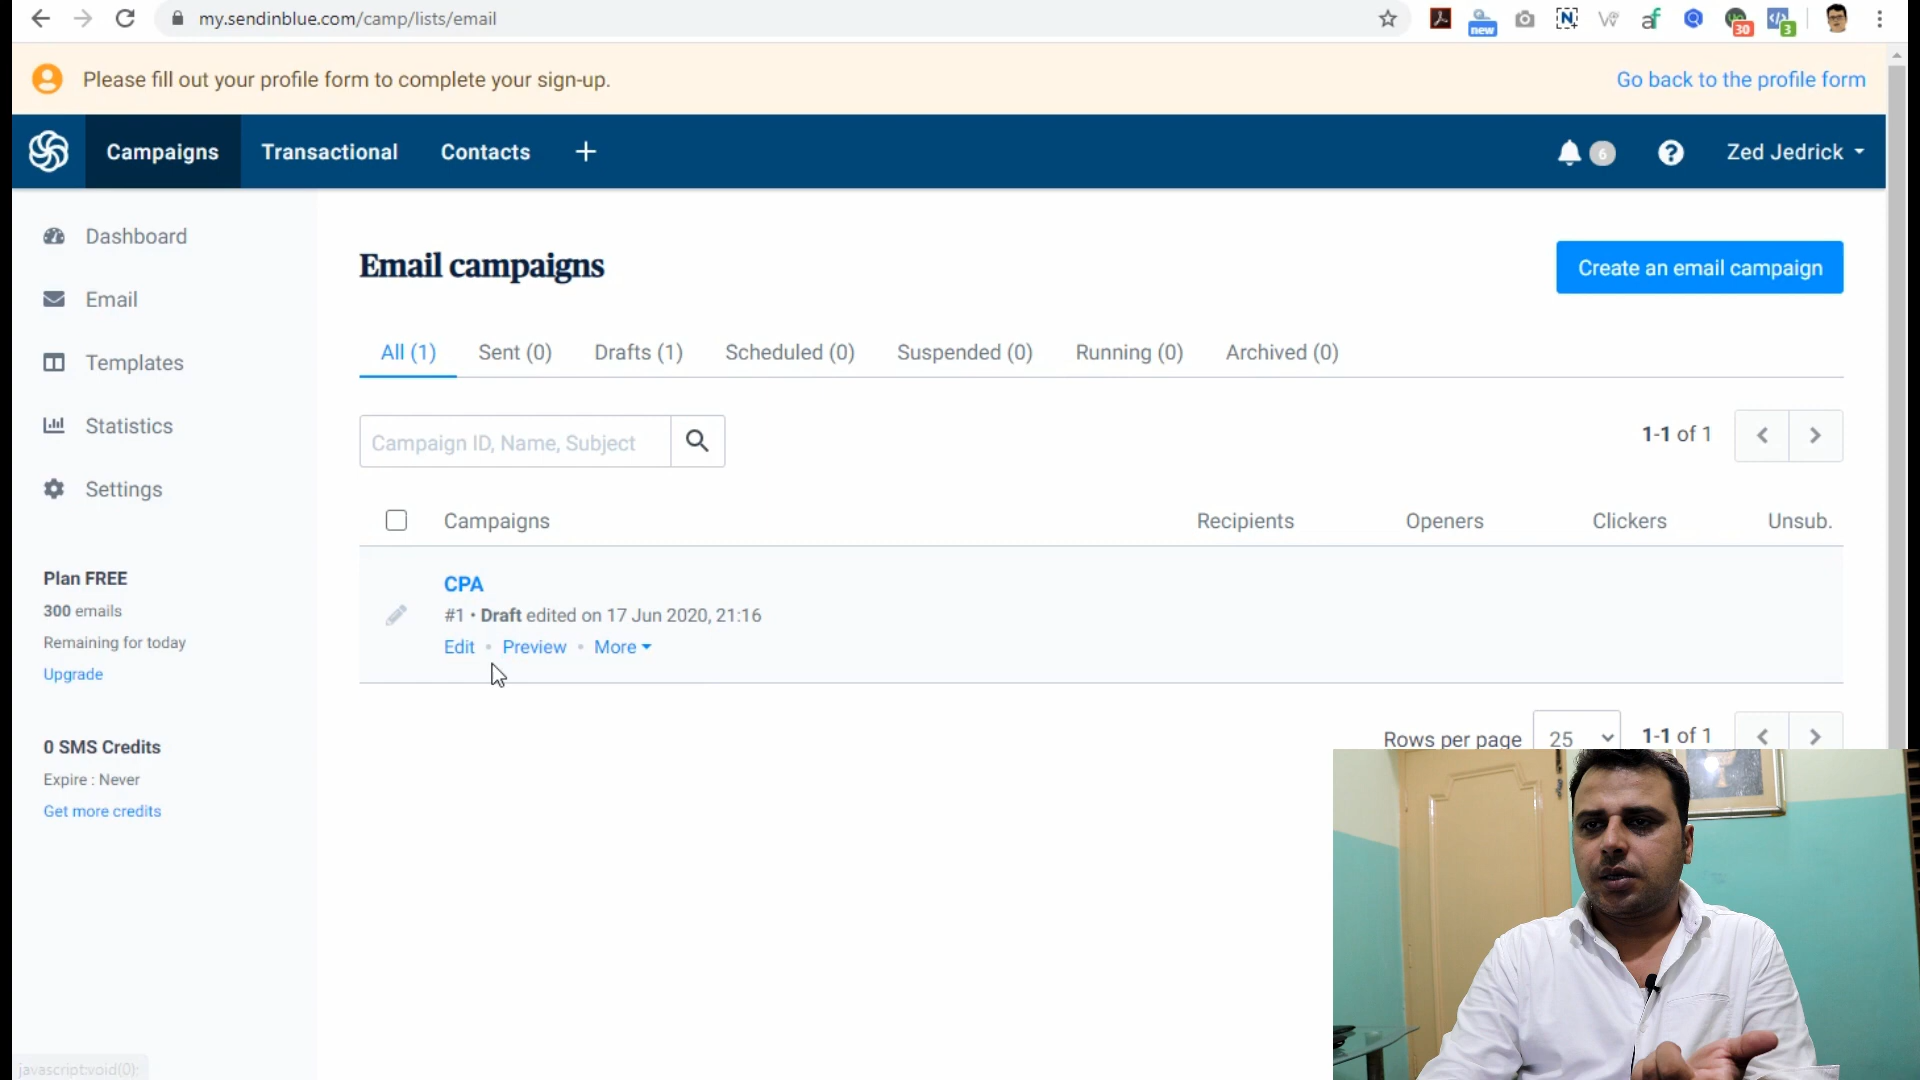 my.sendinblue.com/camp/lists/email
new
30
3
Please fill out your profile form to complete your sign-up.
Go back to the profile form
Campaigns
Transactional
Contacts
+
6
?
Zed Jedrick
Dashboard
Email
Templates
Statistics
Settings
Plan FREE
300 emails
Remaining for today
Upgrade
0 SMS Credits
Expire : Never
Get more credits
Email campaigns
Create an email campaign
All (1)
Sent (0)
Drafts (1)
Scheduled (0)
Suspended (0)
Running (0)
Archived (0)
Campaign ID, Name, Subject
1-1 of 1
Campaigns
Recipients
Openers
Clickers
Unsub.
CPA
#1 • Draft edited on 17 Jun 2020, 21:16
Edit • Preview • More
Rows per page
25
1-1 of 1
javascript:void(0);